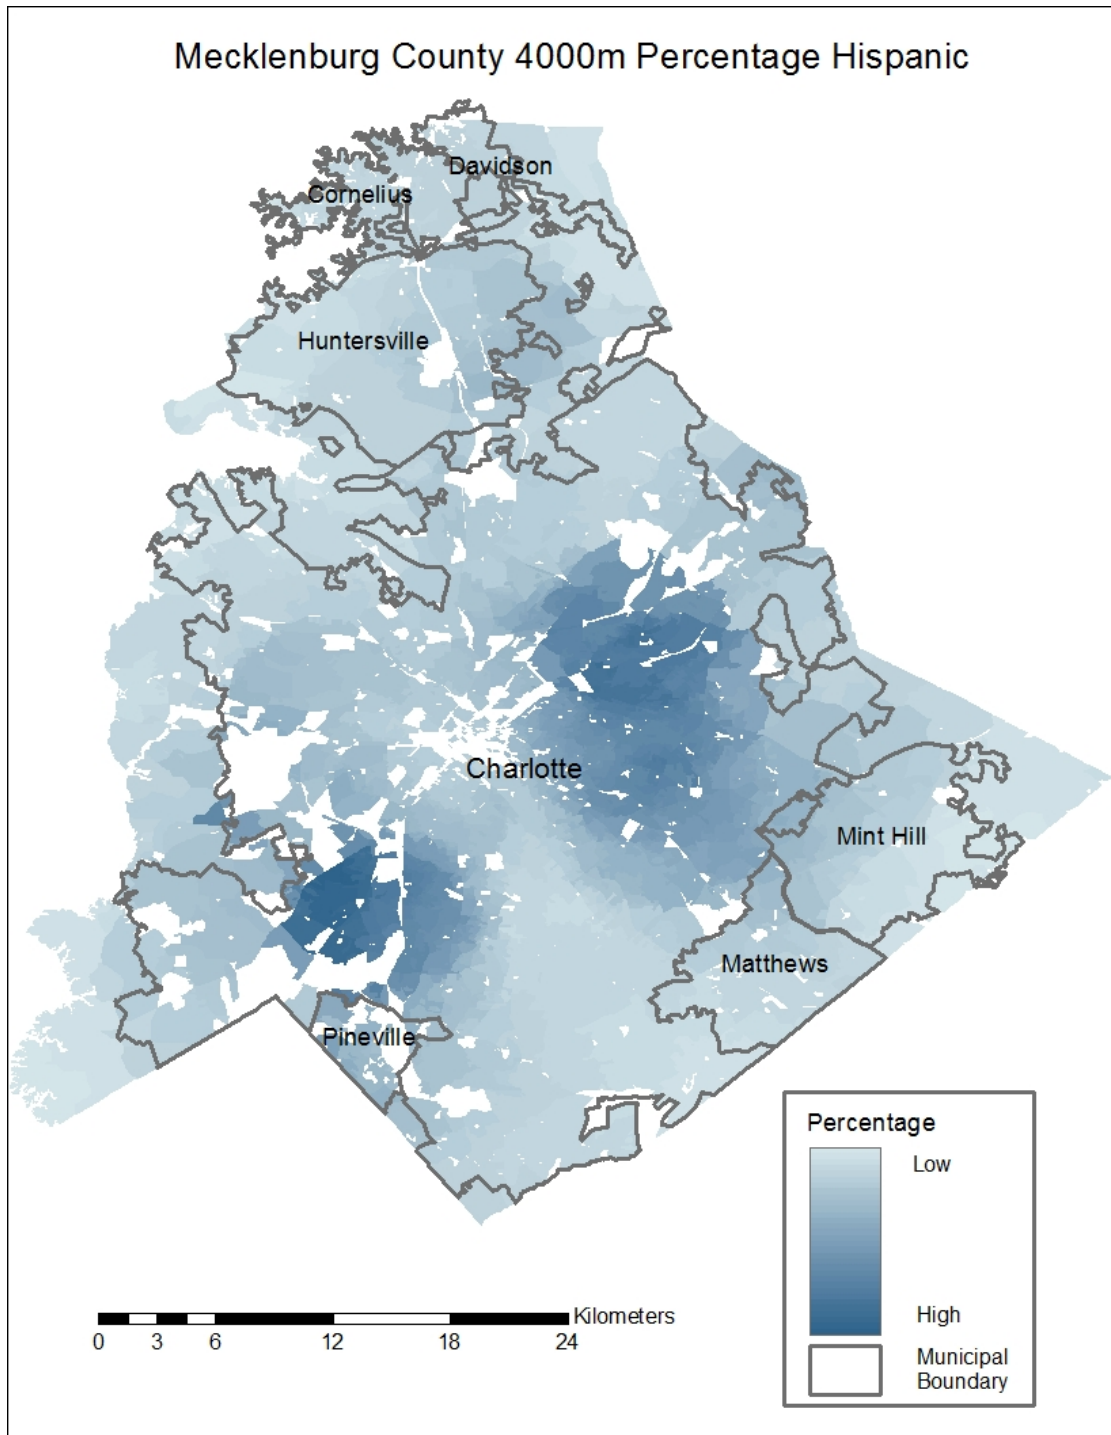 Mecklenburg County 4000m Percentage Hispanic
Davidson
Cornelius
Huntersville
Charlotte
Mint Hill
Matthews
Pineville
Percentage
Low
High
Municipal
Boundary
Kilometers
0 3 6 12 18 24